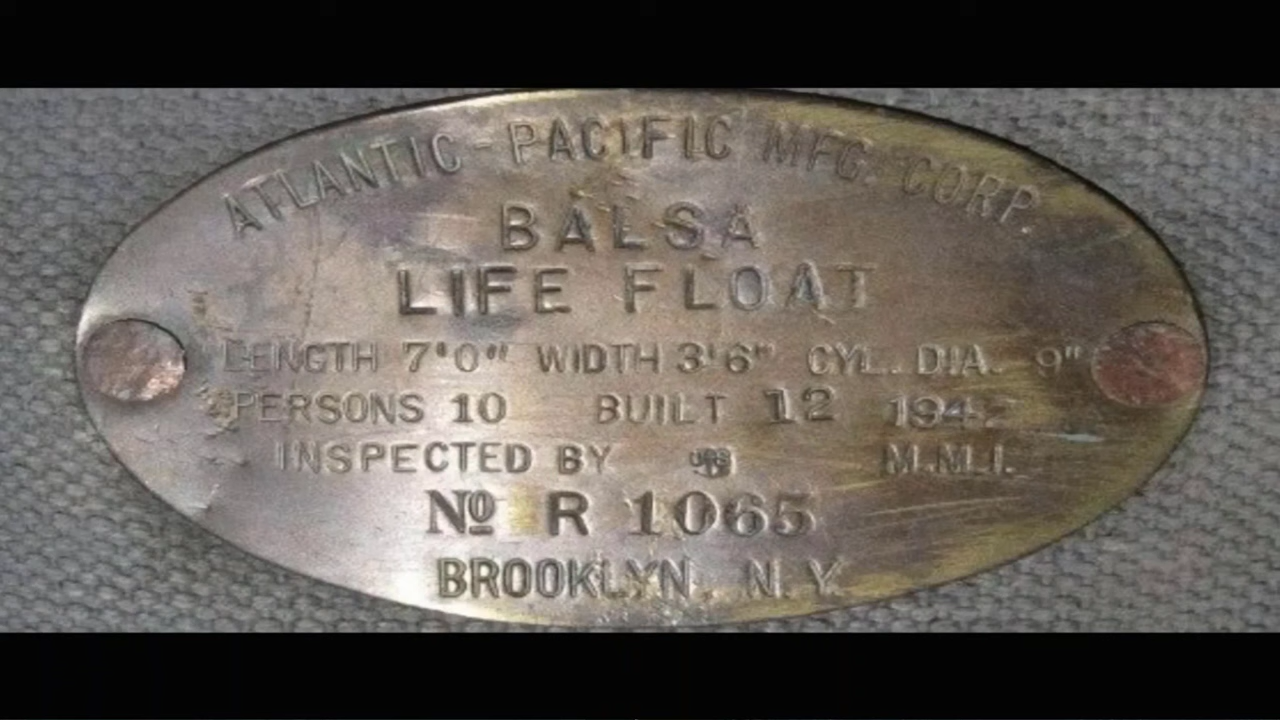 ATLANTIC-PACIFIC MFG. CORP.
BALSA
LIFE FLOAT
LENGTH 7'0" WIDTH 3'6" CYL. DIA. 9"
PERSONS 10 BUILT 12 1942
INSPECTED BY M.M.I.
Nº R 1065
BROOKLYN, N.Y.